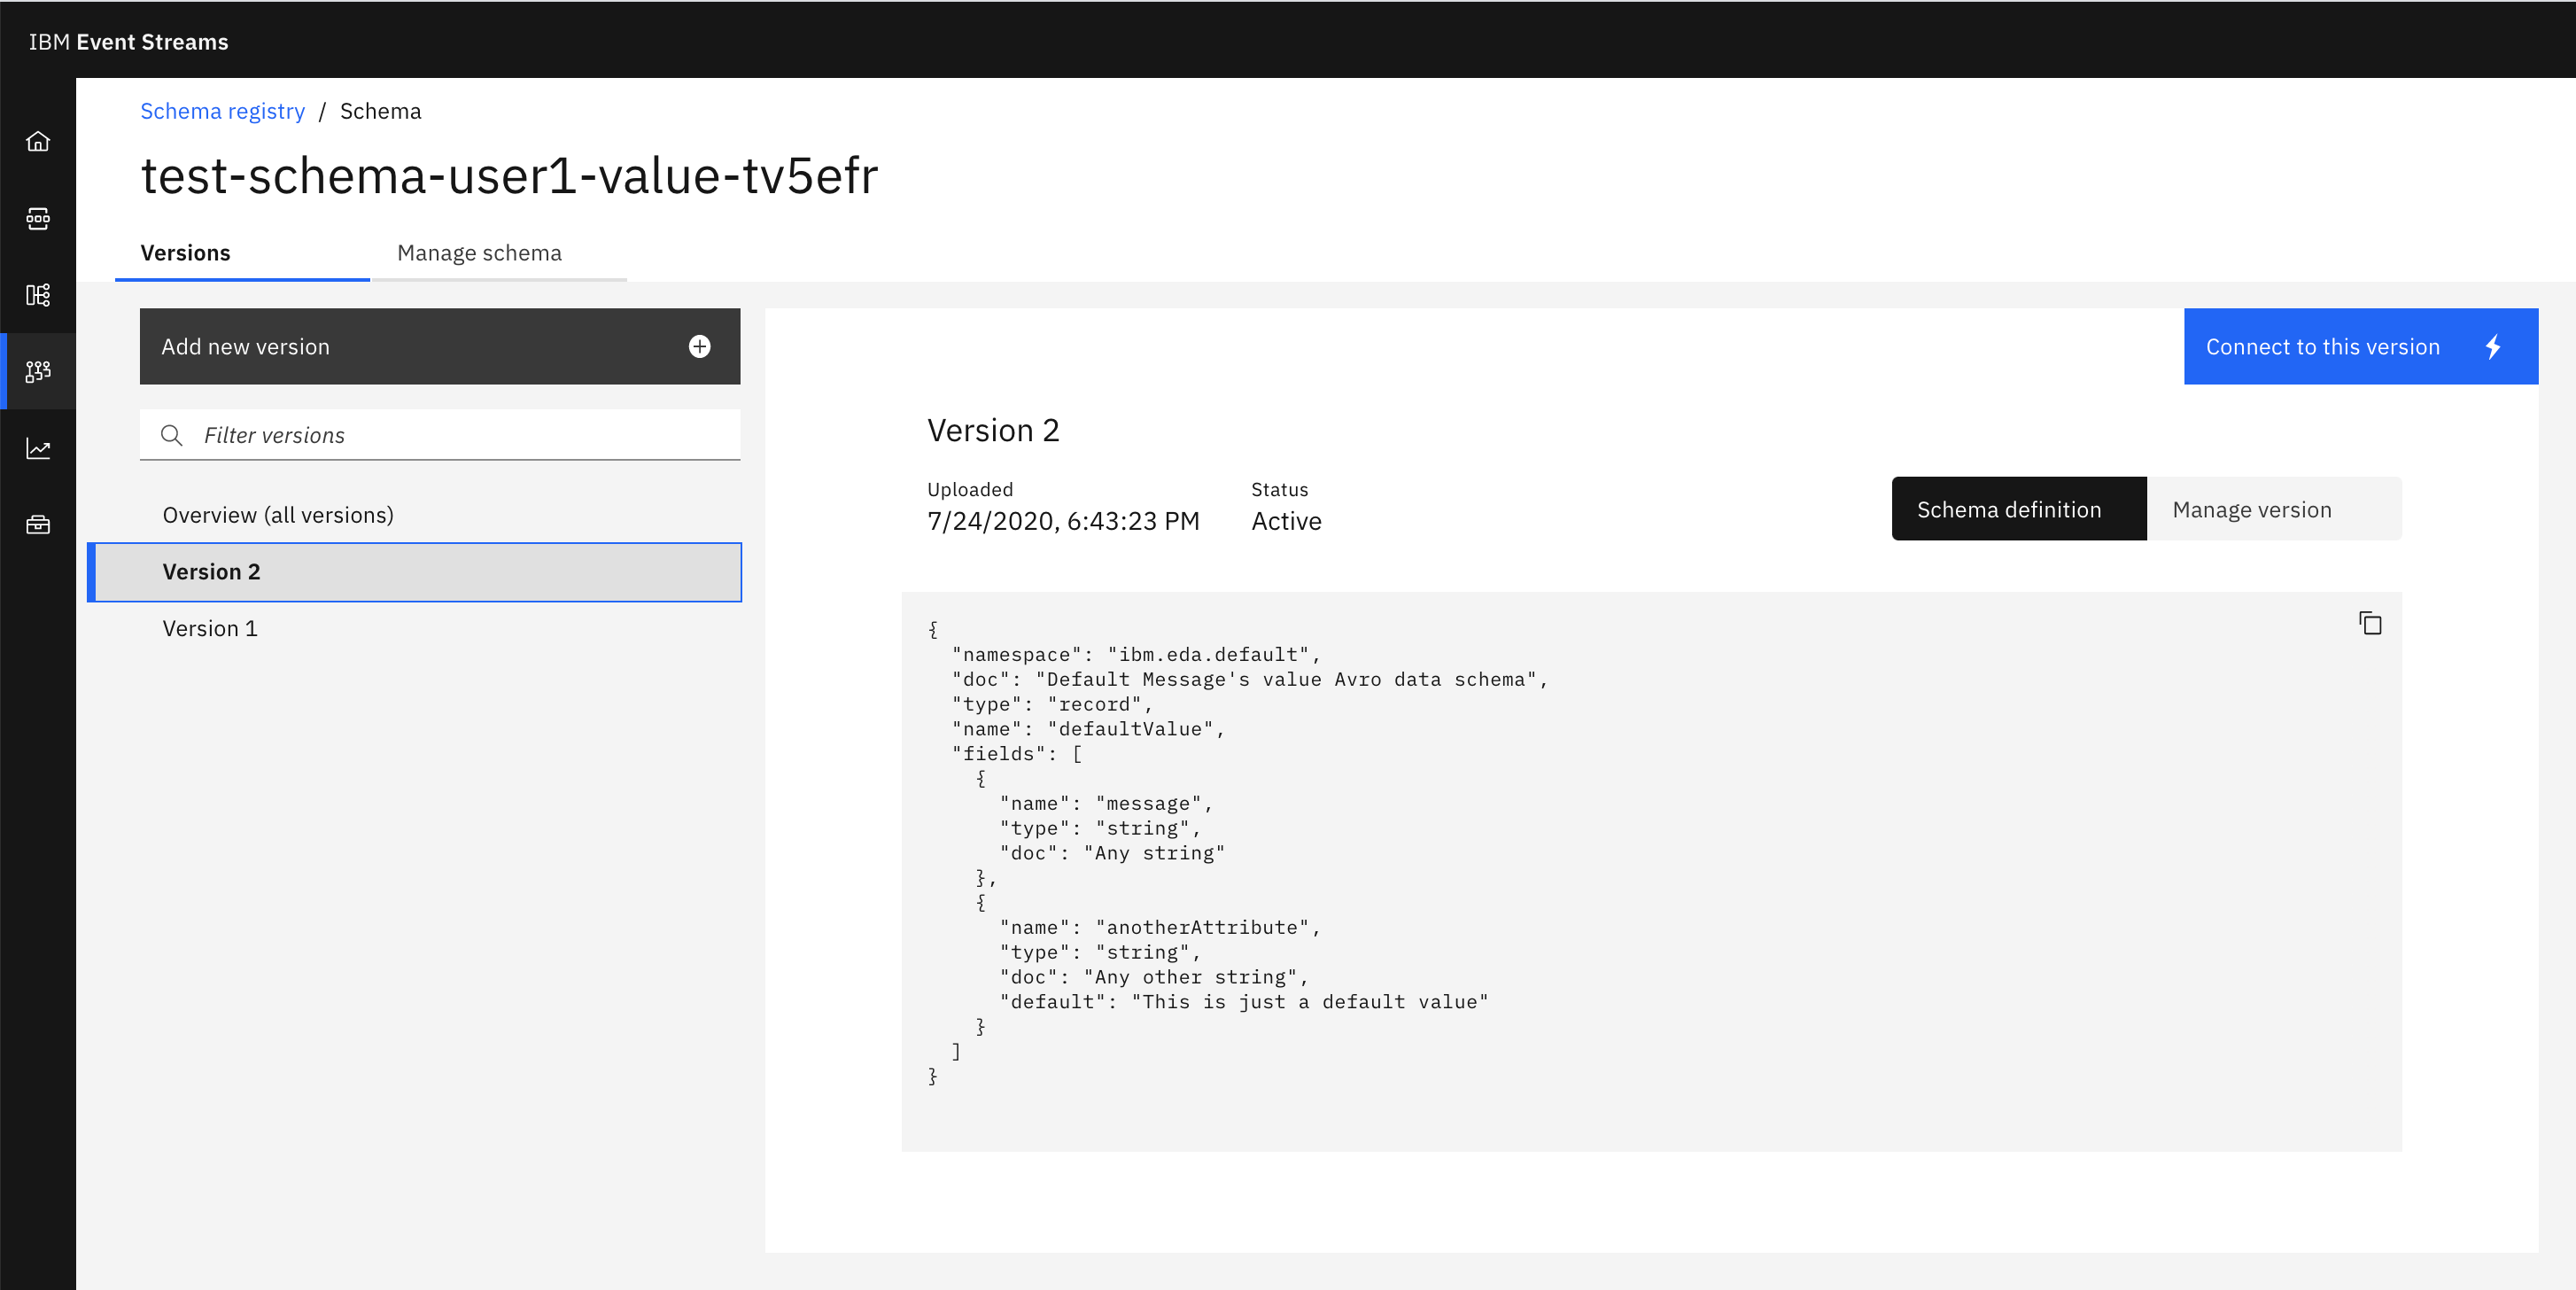 IBM Event Streams
Schema registry / Schema
test-schema-user1-value-tv5efr
Versions
Manage schema
Add new version
Connect to this version
Filter versions
Overview (all versions)
Version 2
Version 1
Version 2
Uploaded
7/24/2020, 6:43:23 PM
Status
Active
Schema definition
Manage version
{
  "namespace": "ibm.eda.default",
  "doc": "Default Message's value Avro data schema",
  "type": "record",
  "name": "defaultValue",
  "fields": [
    {
      "name": "message",
      "type": "string",
      "doc": "Any string"
    },
    {
      "name": "anotherAttribute",
      "type": "string",
      "doc": "Any other string",
      "default": "This is just a default value"
    }
  ]
}